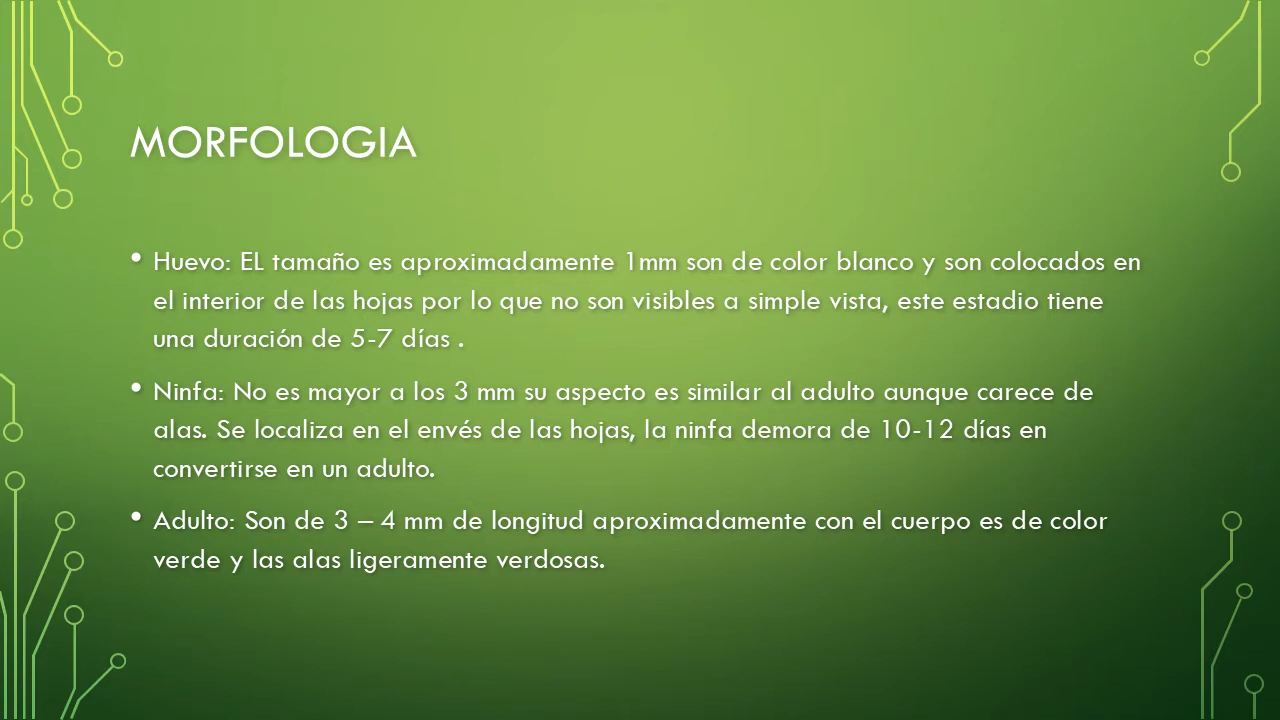 MORFOLOGIA
• Huevo: EL tamaño es aproximadamente 1mm son de color blanco y son colocados en
el interior de las hojas por lo que no son visibles a simple vista, este estadio tiene
una duración de 5-7 días .
• Ninfa: No es mayor a los 3 mm su aspecto es similar al adulto aunque carece de
alas. Se localiza en el envés de las hojas, la ninfa demora de 10-12 días en
convertirse en un adulto.
• Adulto: Son de 3 – 4 mm de longitud aproximadamente con el cuerpo es de color
verde y las alas ligeramente verdosas.